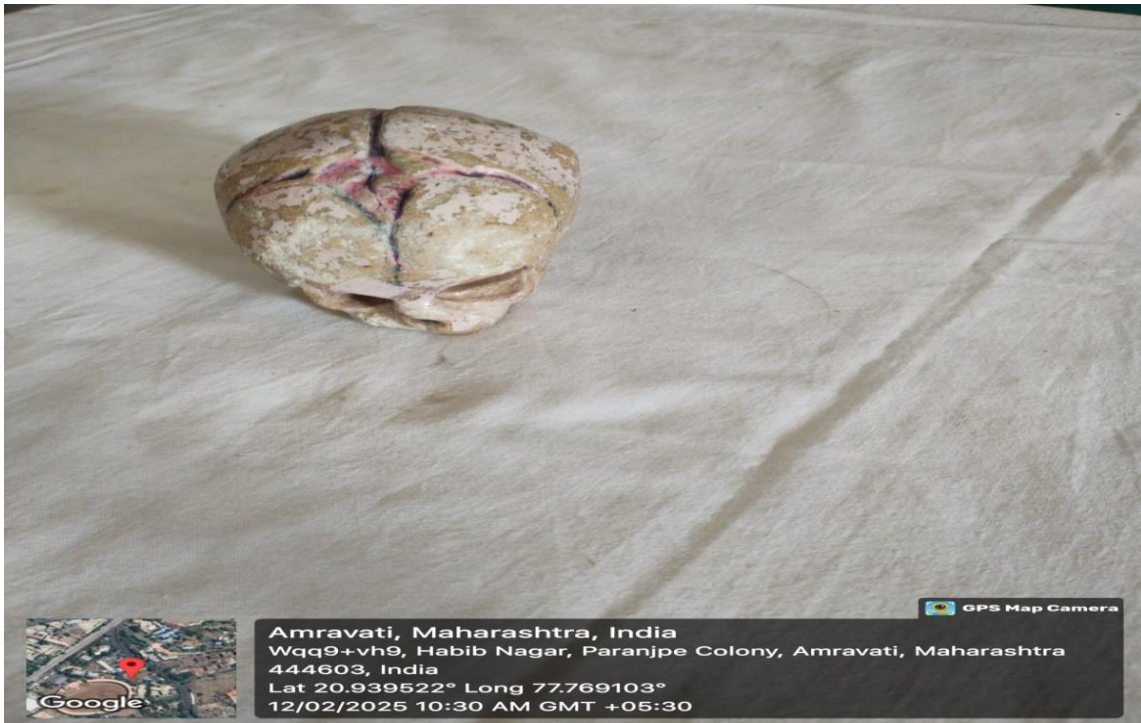 GPS Map Camera
Amravati, Maharashtra, India
Wqq9+vh9, Habib Nagar, Paranjpe Colony, Amravati, Maharashtra
444603, India
Lat 20.939522° Long 77.769103°
12/02/2025 10:30 AM GMT +05:30
Google